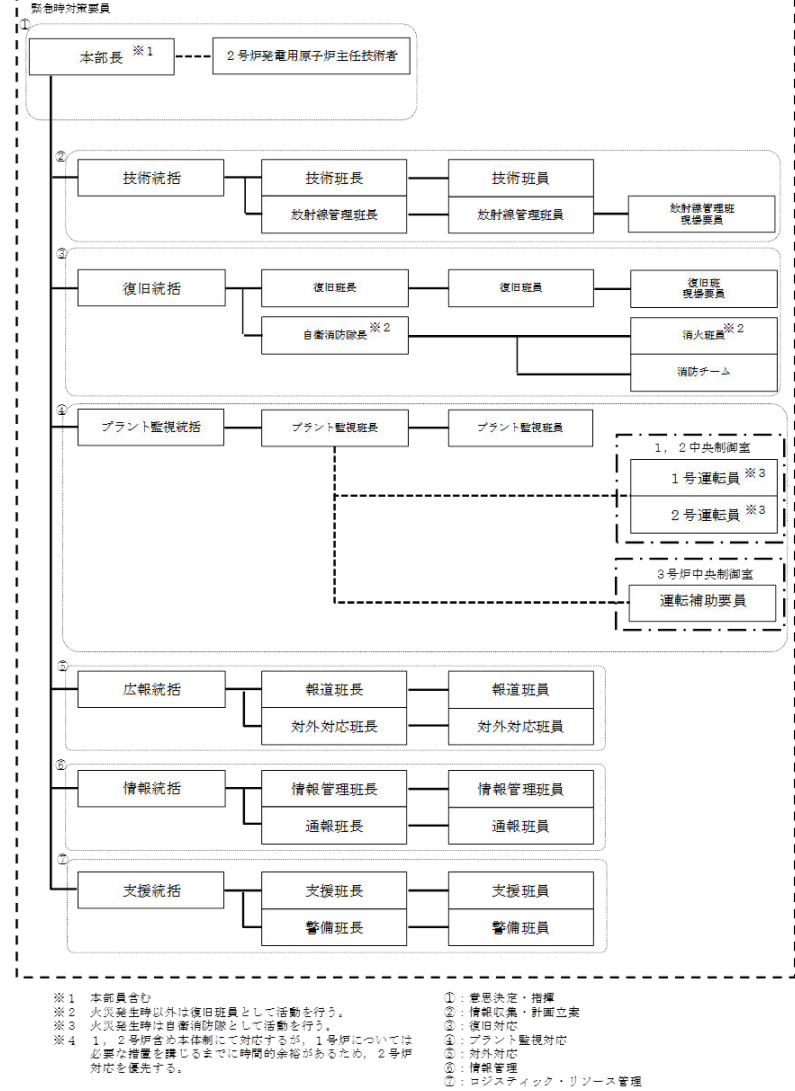 緊急時対策要員
①
本部長 ※1
2号炉発電用原子炉主任技術者
②
技術統括
技術班長
技術班員
放射線管理班長
放射線管理班員
放射線管理班
現場要員
③
復旧統括
復旧班長
復旧班員
復旧班
現場要員
自衛消防隊長※2
消火班員※2
消防チーム
④
プラント監視統括
プラント監視班長
プラント監視班員
1,2中央制御室
1号運転員※3
2号運転員※3
3号炉中央制御室
運転補助要員
⑤
広報統括
報道班長
報道班員
対外対応班長
対外対応班員
⑥
情報統括
情報管理班長
情報管理班員
通報班長
通報班員
⑦
支援統括
支援班長
支援班員
警備班長
警備班員
※1 本部員含む
※2 火災発生時以外は復旧班員として活動を行う。
※3 火災発生時は自衛消防隊として活動を行う。
※4 1,2号炉含め本体制にて対応するが,1号炉については
必要な措置を講じるまでに時間的余裕があるため,2号炉
対応を優先する。
①:意思決定・指揮
②:情報収集・計画立案
③:復旧対応
④:プラント監視対応
⑤:対外対応
⑥:情報管理
⑦:ロジスティック・リソース管理